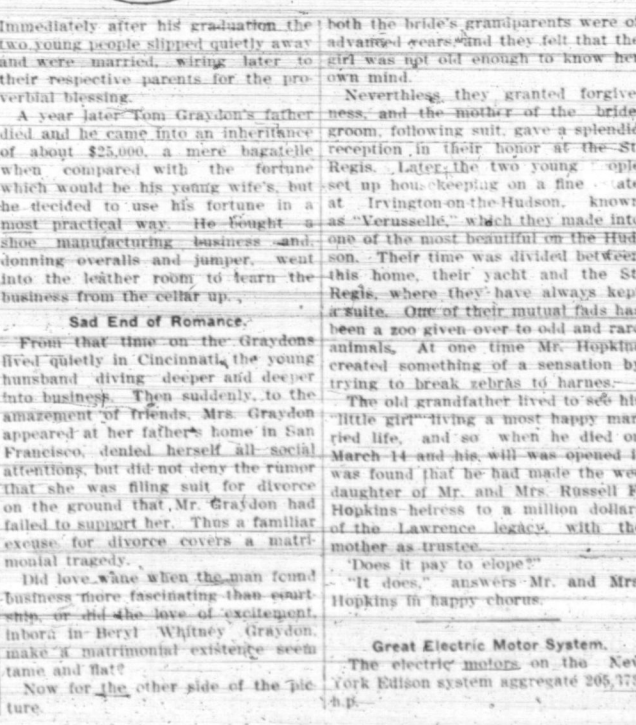 Immediately after his graduation the
two young people slipped quietly away
and were married, wiring later to
their respective parents for the pro-
verbial blessing.
A year later Tom Graydon's father
died and he came into an inheritance
of about $25,000, a mere bagatelle
when compared with the fortune
which would be his young wife's, but
he decided to use his fortune in a
most practical way. He bought a
shoe manufacturing business and,
donning overalls and jumper, went
into the leather room to learn the
business from the cellar up.
Sad End of Romance.
From that time on the Graydons
lived quietly in Cincinnati, the young
hunsband diving deeper and deeper
into business. Then suddenly, to the
amazement of friends, Mrs. Graydon
appeared at her father's home in San
Francisco, denied herself all social
attentions, but did not deny the rumor
that she was filing suit for divorce
on the ground that Mr. Graydon had
failed to support her. Thus a familiar
excuse for divorce covers a matri-
monial tragedy.
Did love wane when the man found
business more fascinating than court-
ship, or did the love of excitement,
inborn in Beryl Whitney Graydon,
make a matrimonial existence seem
tame and flat?
Now for the other side of the pic
ture.
both the bride's grandparents were of
advanced years, and they felt that the
girl was not old enough to know her
own mind.
Neverthless, they granted forgive-
ness, and the mother of the bride
groom, following suit, gave a splendid
reception in their honor at the St
Regis. Later the two young ople
set up housekeeping on a fine ate
at Irvington-on-the-Hudson, known
as "Verusselle," which they made into
one of the most beautiful on the Hud
son. Their time was divided between
this home, their yacht and the St
Regis, where they have always kept
a suite. One of their mutual fads has
been a zoo given over to odd and rare
animals. At one time Mr. Hopkins
created something of a sensation by
trying to break zebras to harnes.
The old grandfather lived to see his
"little girl" living a most happy mar
ried life, and so when he died on
March 14 and his will was opened i
was found that he had made the wee
daughter of Mr. and Mrs. Russell F
Hopkins heiress to a million dollar
of the Lawrence legacy, with the
mother as trustee.
'Does it pay to elope?"
"It does," answers Mr. and Mrs
Hopkins in happy chorus.
Great Electric Motor System.
The electric motors on the New
York Edison system aggregate 205,375
h.p.